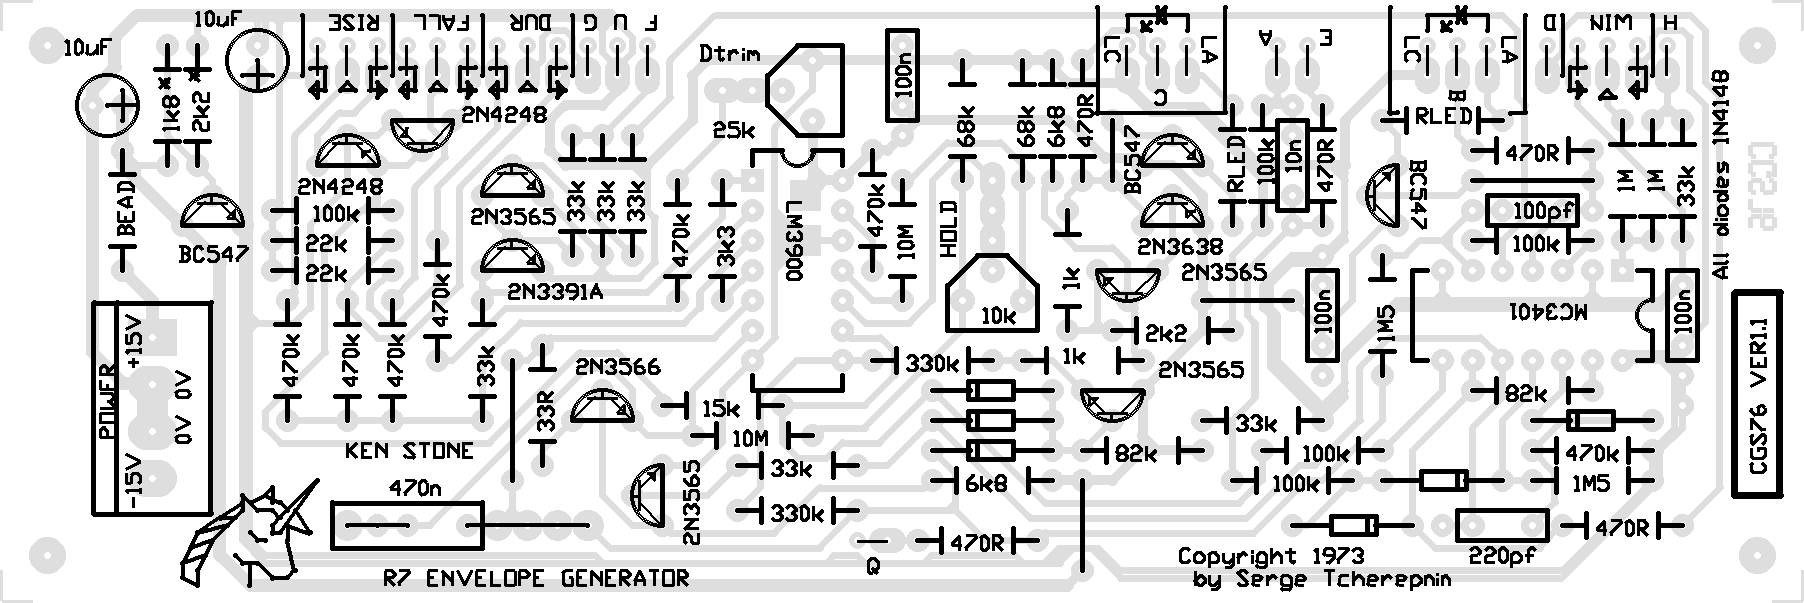 10uF
10uF
RISE
FALL
DUR
G
U
F
Dtrim
25k
100n
LC
LA
C
A
E
LC
LA
B
D
MIN
H
1k8*
2k2*
2N4248
2N4248
BEAD
BC547
100k
22k
22k
2N3565
2N3391A
33k
33k
33k
470k
3k3
LM3900
470k
10M
68k
68k
6k8
470R
HOLD
10k
BC547
2N3638
2N3565
1k
RLED
100k
10n
470R
RLED
BC547
470R
100pf
100k
1M
1M
33k
All diodes 1N4148
CGS76
POWER
+15V
0V 0V
-15V
470k
470k
470k
470k
33k
33R
2N3566
15k
10M
33k
330k
2N3565
330k
1k
2k2
2N3565
100n
1M5
MC3401
100n
CGS76 VER1.1
82k
33k
100k
100k
82k
470k
1M5
6k8
470R
470R
220pf
KEN STONE
470n
Q
R7 ENVELOPE GENERATOR
Copyright 1973
by Serge Tcherepnin